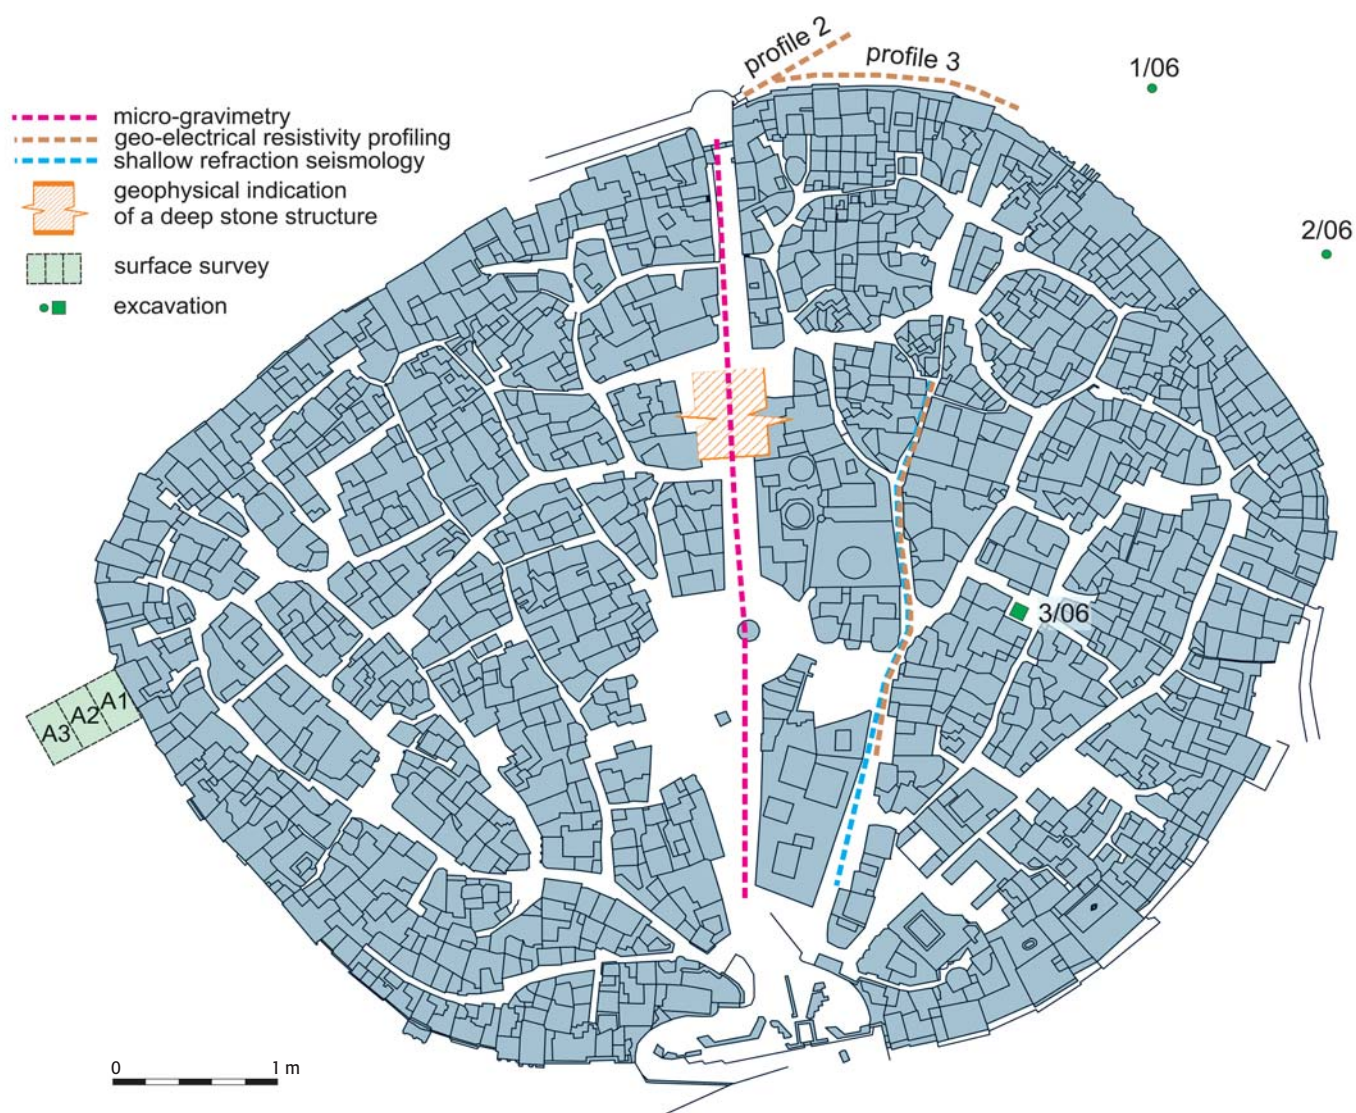 profile 2
profile 3
1/06
micro-gravimetry
geo-electrical resistivity profiling
shallow refraction seismology
geophysical indication
of a deep stone structure
2/06
surface survey
excavation
3/06
A1
A2
A3
0 1 m